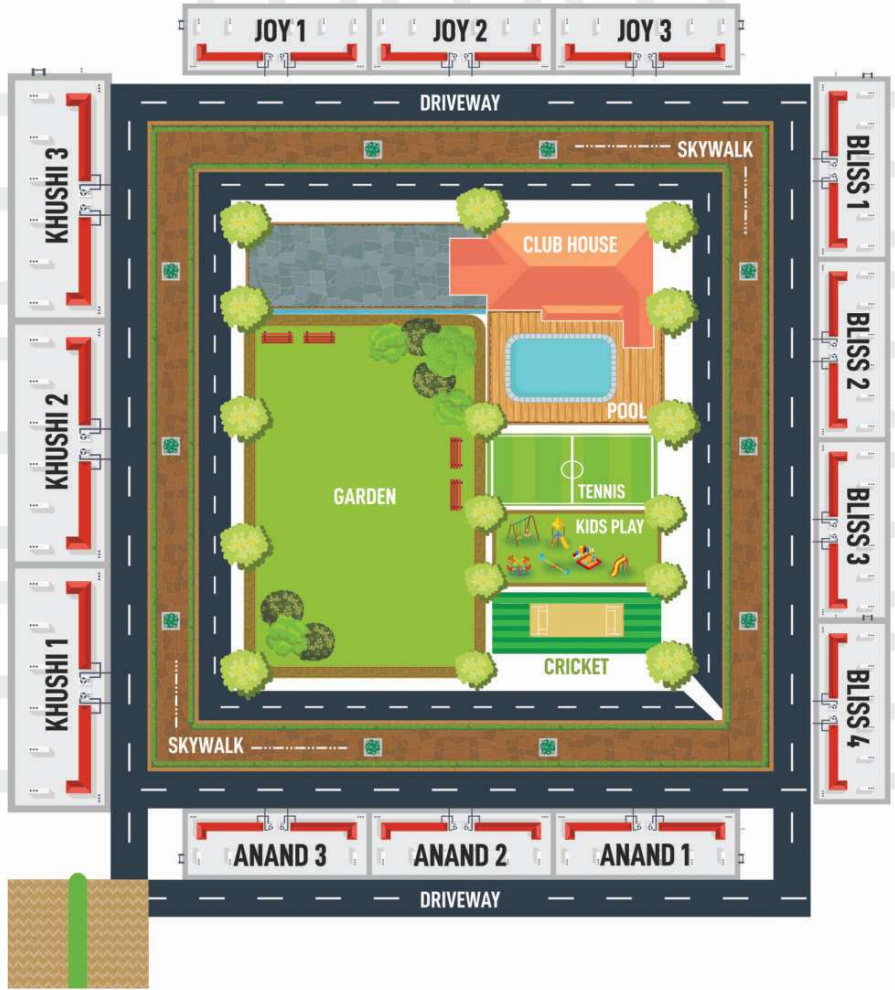 JOY 1
JOY 2
JOY 3
DRIVEWAY
SKYWALK
KHUSHI 3
BLISS 1
CLUB HOUSE
BLISS 2
KHUSHI 2
POOL
GARDEN
TENNIS
KIDS PLAY
BLISS 3
KHUSHI 1
CRICKET
BLISS 4
SKYWALK
ANAND 3
ANAND 2
ANAND 1
DRIVEWAY